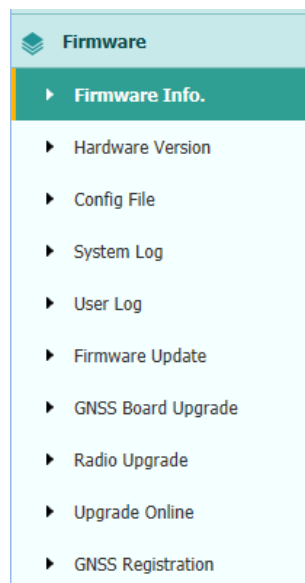 Firmware
Firmware Info.
Hardware Version
Config File
System Log
User Log
Firmware Update
GNSS Board Upgrade
Radio Upgrade
Upgrade Online
GNSS Registration